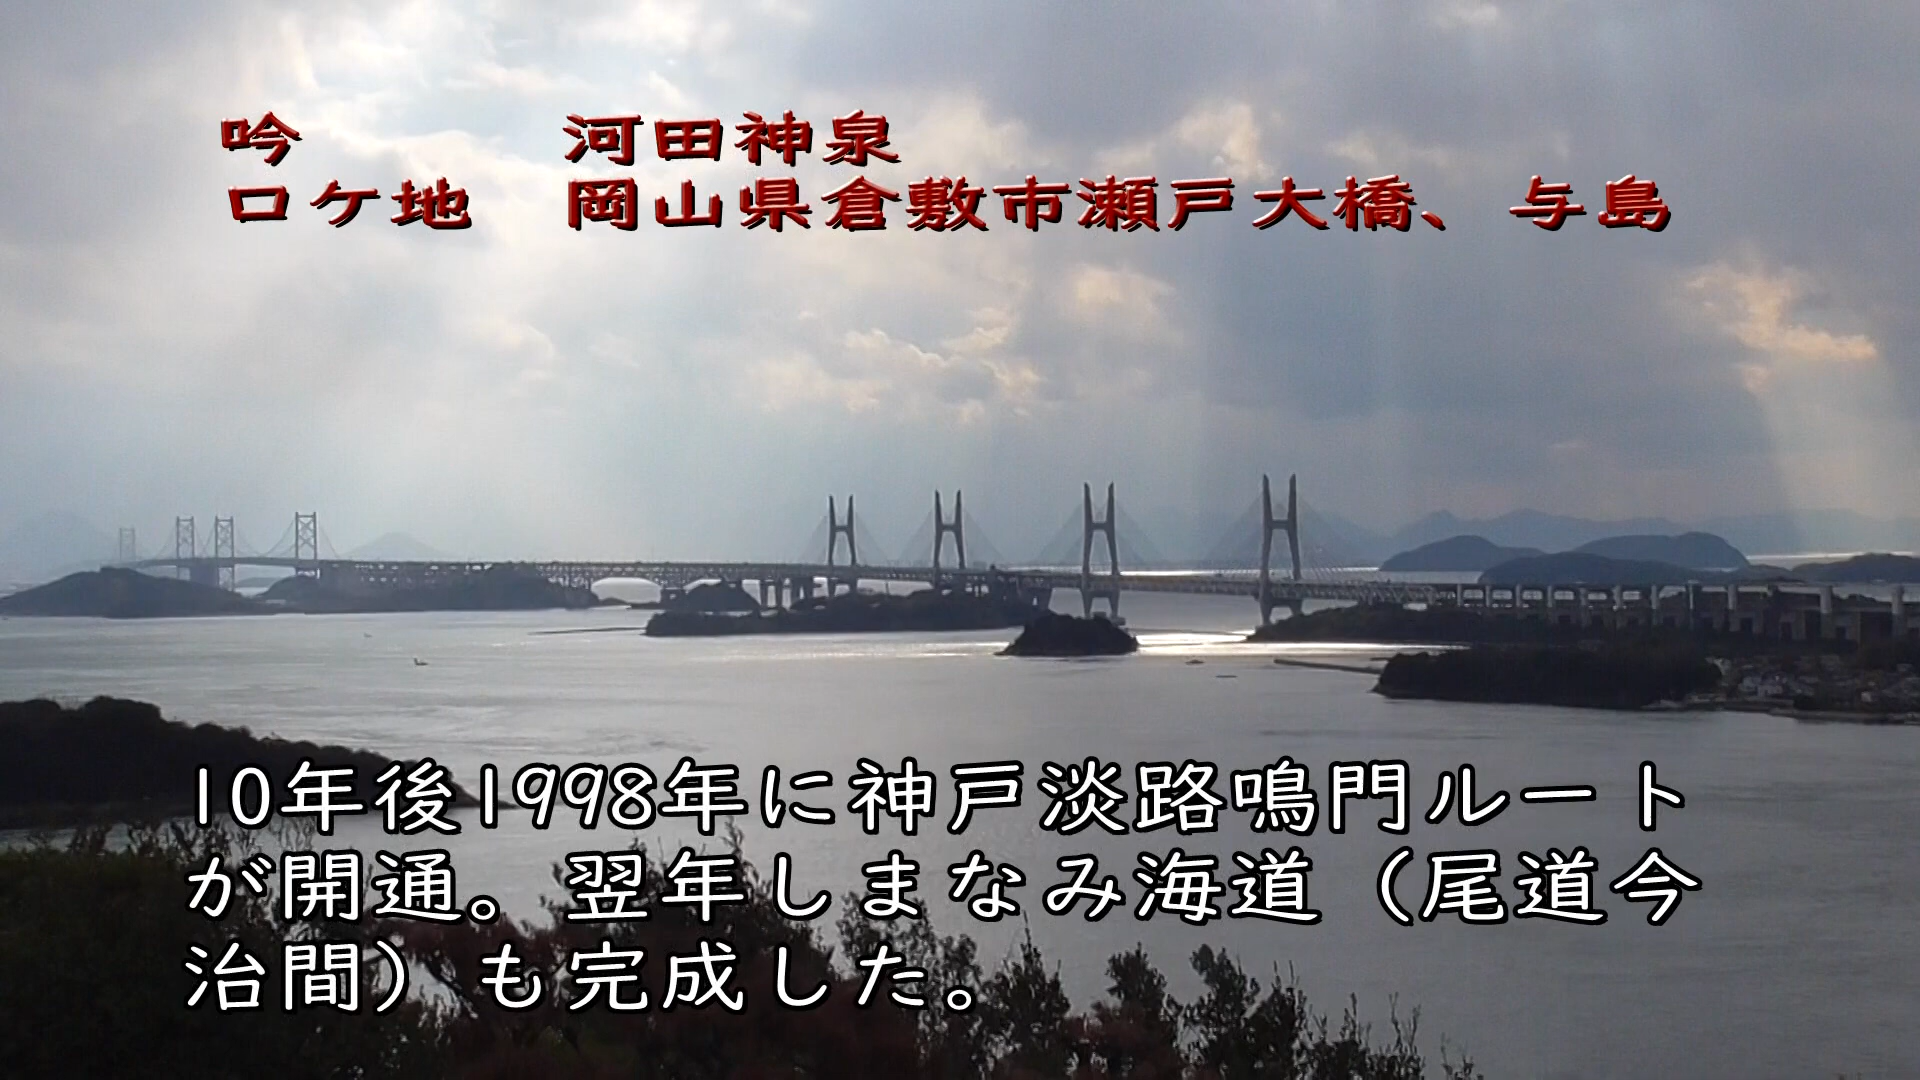 吟　　　河田神泉
ロケ地　岡山県倉敷市瀬戸大橋、与島
10年後1998年に神戸淡路鳴門ルート
が開通。翌年しまなみ海道（尾道今
治間）も完成した。